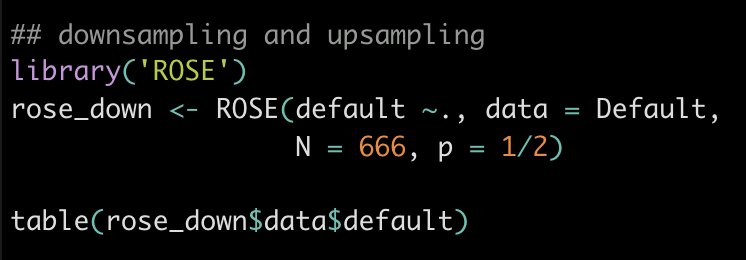 ## downsampling and upsampling
library('ROSE')
rose_down <- ROSE(default ~., data = Default,
                  N = 666, p = 1/2)

table(rose_down$data$default)